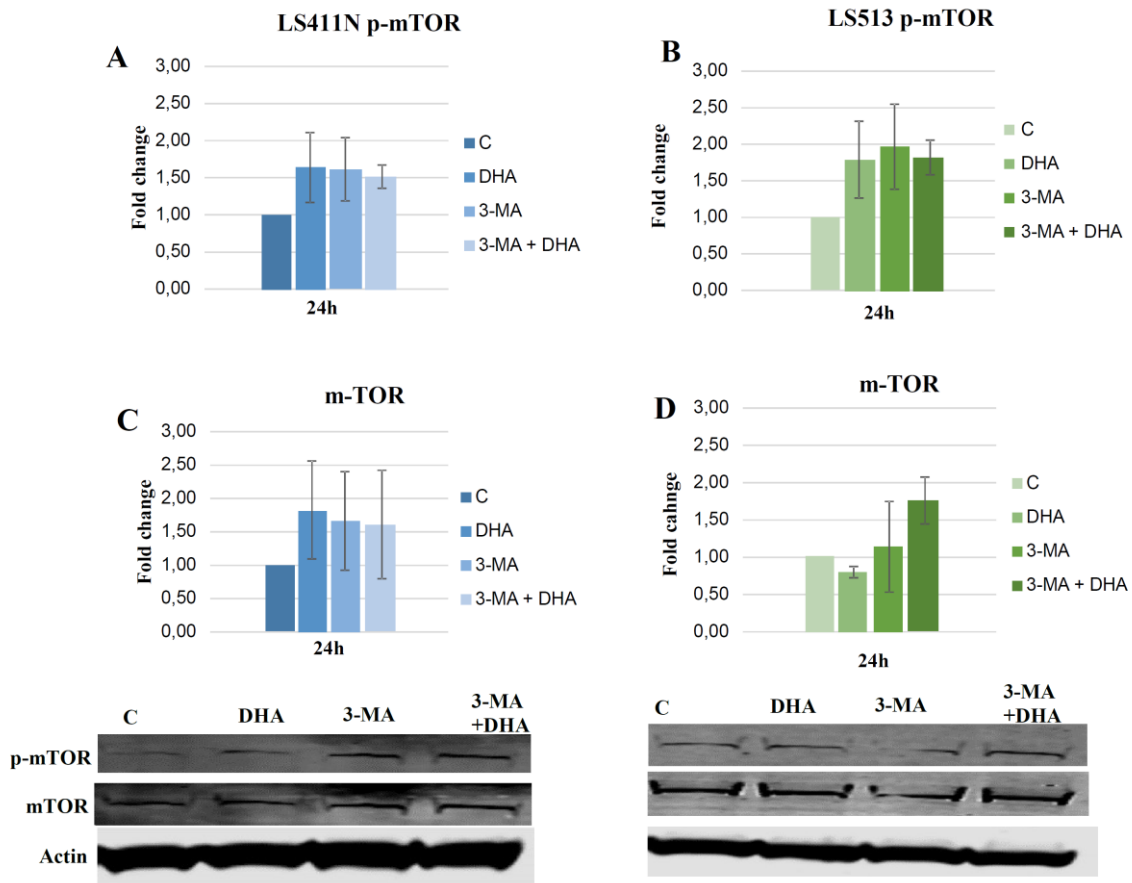 LS411N p-mTOR
A
3,00
2,50
2,00
1,50
1,00
0,50
0,00
Fold change
24h
C
DHA
3-MA
3-MA + DHA
LS513 p-mTOR
B
3,00
2,50
2,00
1,50
1,00
0,50
0,00
Fold change
24h
C
DHA
3-MA
3-MA + DHA
m-TOR
C
3,00
2,50
2,00
1,50
1,00
0,50
0,00
Fold change
24h
C
DHA
3-MA
3-MA + DHA
m-TOR
D
3,00
2,50
2,00
1,50
1,00
0,50
0,00
Fold cahnge
24h
C
DHA
3-MA
3-MA + DHA
C
DHA
3-MA
3-MA
+DHA
p-mTOR
mTOR
Actin
C
DHA
3-MA
3-MA
+DHA